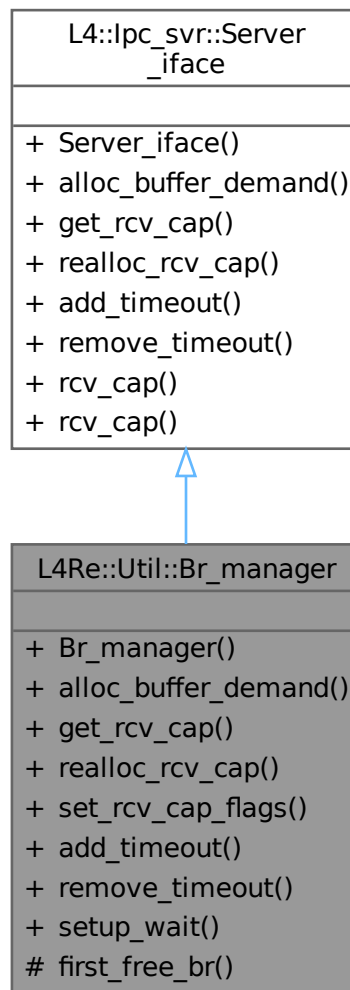 L4::Ipc_svr::Server
_iface
+ Server_iface()
+ alloc_buffer_demand()
+ get_rcv_cap()
+ realloc_rcv_cap()
+ add_timeout()
+ remove_timeout()
+ rcv_cap()
+ rcv_cap()
L4Re::Util::Br_manager
+ Br_manager()
+ alloc_buffer_demand()
+ get_rcv_cap()
+ realloc_rcv_cap()
+ set_rcv_cap_flags()
+ add_timeout()
+ remove_timeout()
+ setup_wait()
# first_free_br()